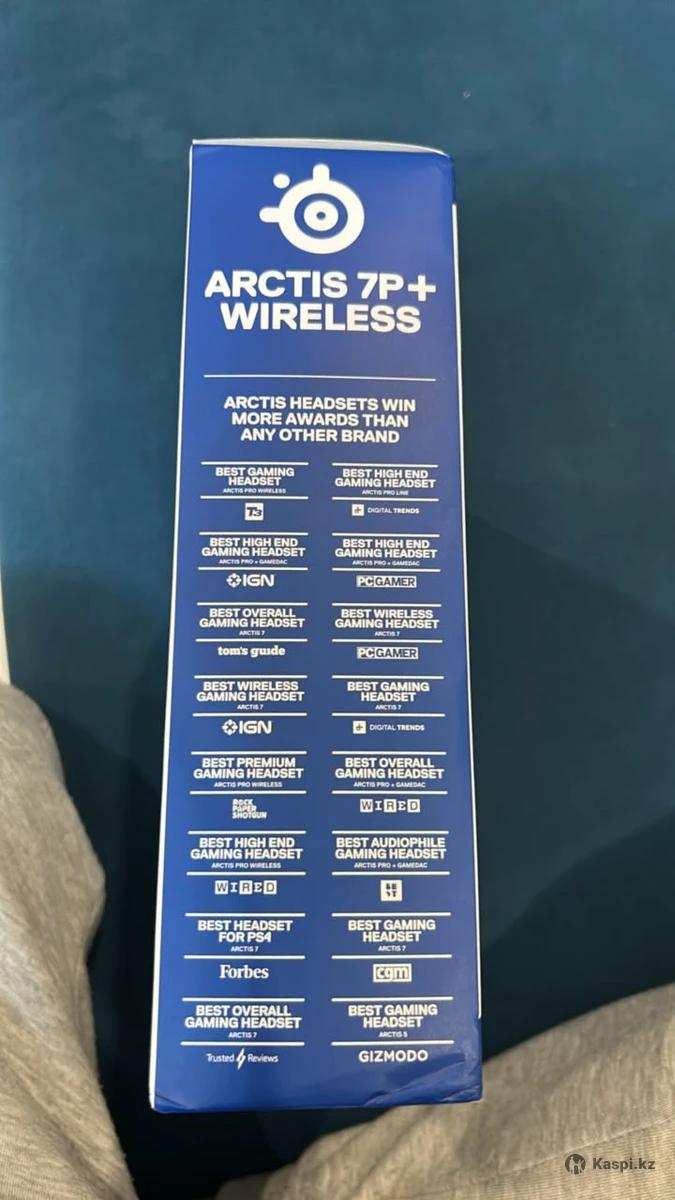 ARCTIS 7P+
WIRELESS
ARCTIS HEADSETS WIN
MORE AWARDS THAN
ANY OTHER BRAND
BEST GAMING
HEADSET
ARCTIS PRO WIRELESS
T3
BEST HIGH END
GAMING HEADSET
ARCTIS PRO LINE
DIGITAL TRENDS
BEST HIGH END
GAMING HEADSET
ARCTIS PRO + GAMEDAC
IGN
BEST HIGH END
GAMING HEADSET
ARCTIS PRO + GAMEDAC
PCGAMER
BEST OVERALL
GAMING HEADSET
ARCTIS 7
tom's guide
BEST WIRELESS
GAMING HEADSET
ARCTIS 7
PCGAMER
BEST WIRELESS
GAMING HEADSET
ARCTIS 7
IGN
BEST GAMING
HEADSET
ARCTIS 7
DIGITAL TRENDS
BEST PREMIUM
GAMING HEADSET
ARCTIS PRO WIRELESS
ROCK
PAPER
SHOTGUN
BEST OVERALL
GAMING HEADSET
ARCTIS PRO + GAMEDAC
WIRED
BEST HIGH END
GAMING HEADSET
ARCTIS PRO WIRELESS
WIRED
BEST AUDIOPHILE
GAMING HEADSET
ARCTIS PRO + GAMEDAC
BE
ST
BEST HEADSET
FOR PS4
ARCTIS 7
Forbes
BEST GAMING
HEADSET
ARCTIS 7
cgm
BEST OVERALL
GAMING HEADSET
ARCTIS 7
Trusted Reviews
BEST GAMING
HEADSET
ARCTIS 5
GIZMODO
Kaspi.kz